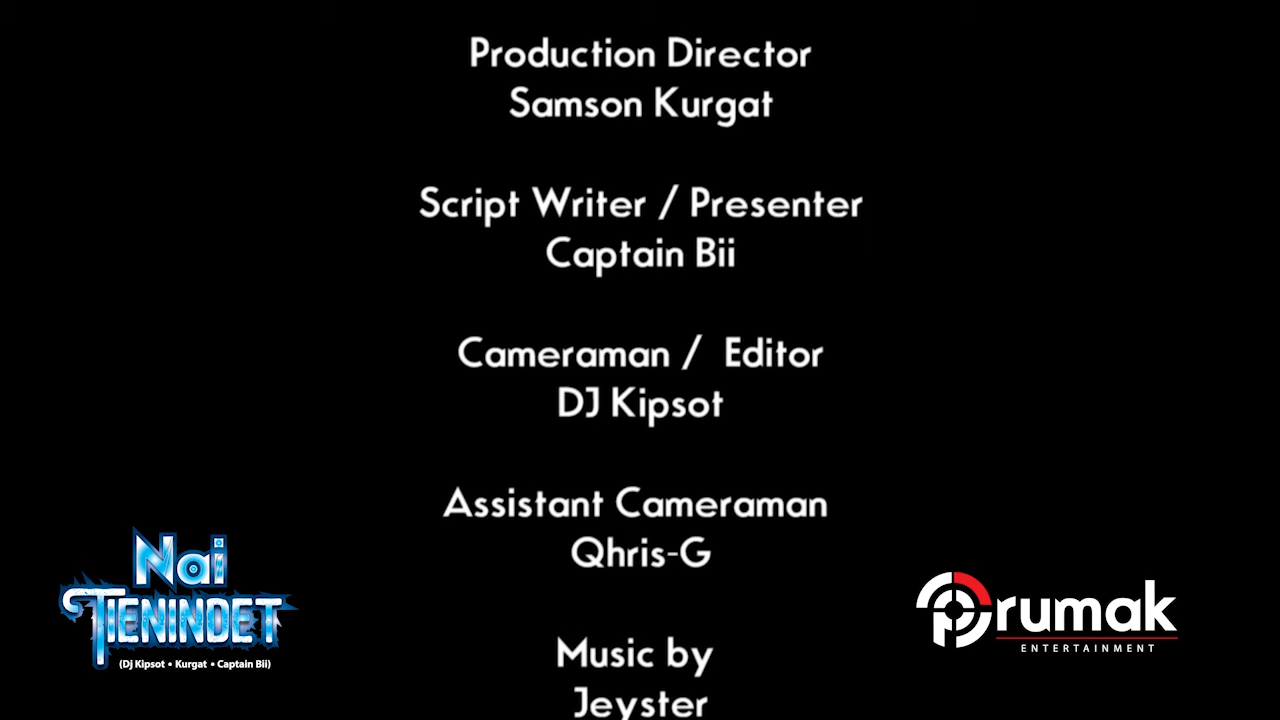 Production Director
Samson Kurgat
Script Writer / Presenter
Captain Bii
Cameraman /  Editor
DJ Kipsot
Assistant Cameraman
Qhris-G
Music by
Jeyster
Nai
TIENINDET
(Dj Kipsot • Kurgat • Captain Bii)
prumak
ENTERTAINMENT